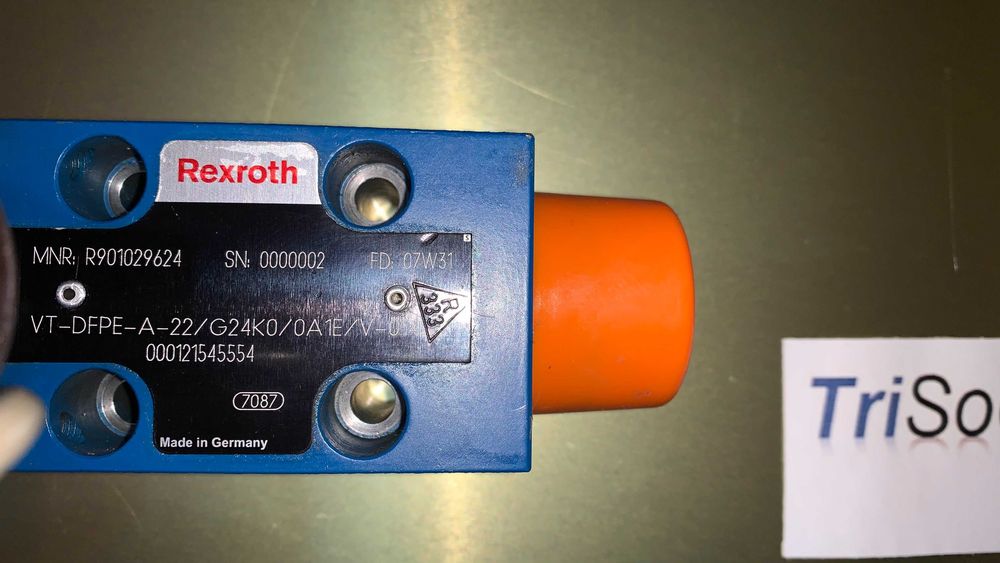 Rexroth
MNR: R901029624 SN: 0000002 FD: 07W31
R
333
VT-DFPE-A-22/G24K0/0A1E/V-0
000121545554
7087
Made in Germany
TriSo